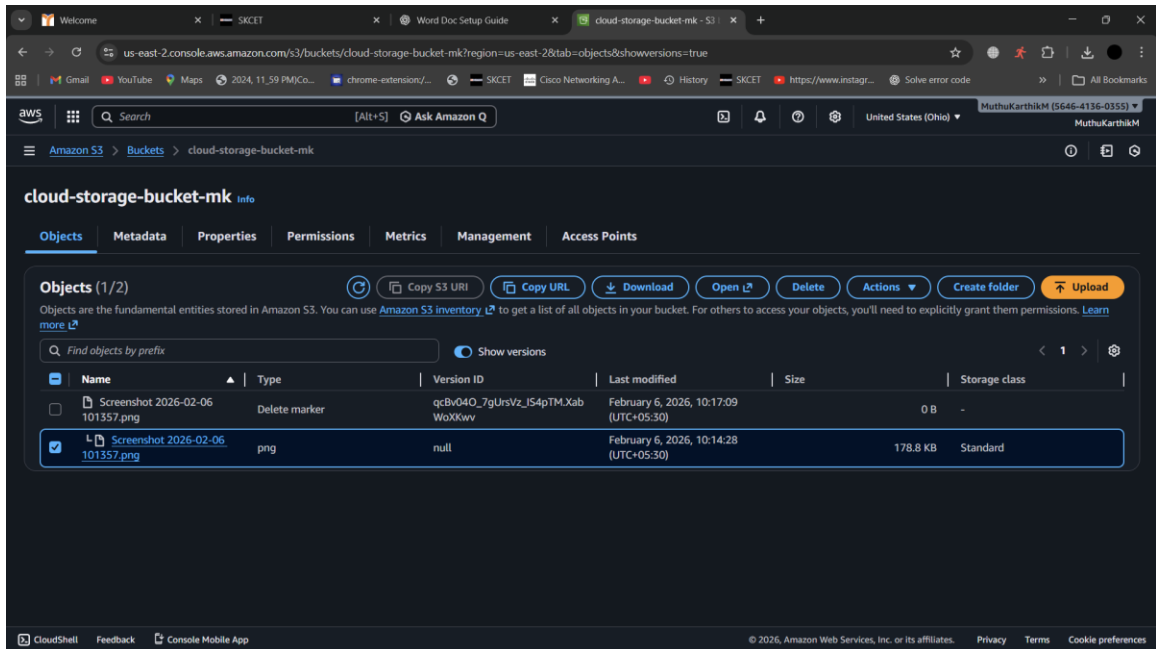 Welcome
SKCET
Word Doc Setup Guide
cloud-storage-bucket-mk - S3
us-east-2.console.aws.amazon.com/s3/buckets/cloud-storage-bucket-mk?region=us-east-2&tab=objects&showversions=true
Gmail YouTube Maps 2024, 11_59 PM)Co... chrome-extension:/... SKCET Cisco Networking A... History SKCET https://www.instagr... Solve error code » All Bookmarks
aws Search [Alt+S] Ask Amazon Q United States (Ohio) ▼ MuthuKarthikM (5646-4136-0355) ▼
MuthuKarthikM
Amazon S3 > Buckets > cloud-storage-bucket-mk
cloud-storage-bucket-mk Info
Objects Metadata Properties Permissions Metrics Management Access Points
Objects (1/2) Copy S3 URI Copy URL Download Open Delete Actions ▼ Create folder Upload
Objects are the fundamental entities stored in Amazon S3. You can use Amazon S3 inventory to get a list of all objects in your bucket. For others to access your objects, you'll need to explicitly grant them permissions. Learn
more
Find objects by prefix Show versions < 1 >
Name ▲ Type Version ID Last modified Size Storage class
Screenshot 2026-02-06
101357.png
Delete marker
qcBv04O_7gUrsVz_IS4pTM.Xab
WoXKwv
February 6, 2026, 10:17:09
(UTC+05:30)
0 B -
Screenshot 2026-02-06
101357.png
png
null
February 6, 2026, 10:14:28
(UTC+05:30)
178.8 KB Standard
CloudShell Feedback Console Mobile App © 2026, Amazon Web Services, Inc. or its affiliates. Privacy Terms Cookie preferences